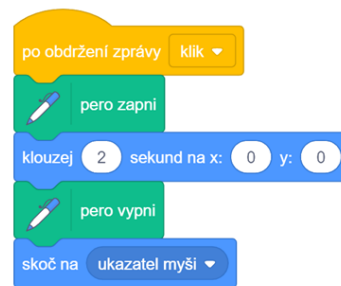 po obdržení zprávy klik
pero zapni
klouzej 2 sekund na x: 0 y: 0
pero vypni
skoč na ukazatel myši